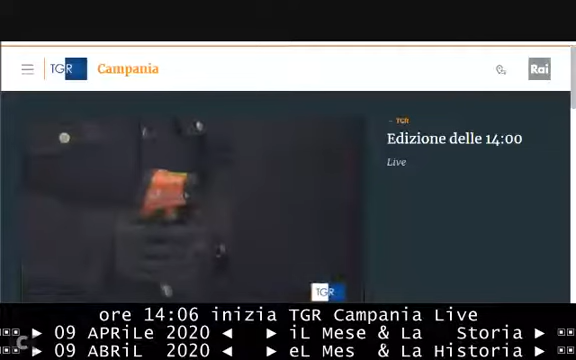 TGR Campania Rai
→ TGR
Edizione delle 14:00
Live
TGR
ore 14:06 inizia TGR Campania Live
▶ 09 APRiLe 2020 ◀ ▶ iL Mese & La Storia ▶
▶ 09 ABRiL 2020 ◀ ▶ eL Mes & La Historia ▶